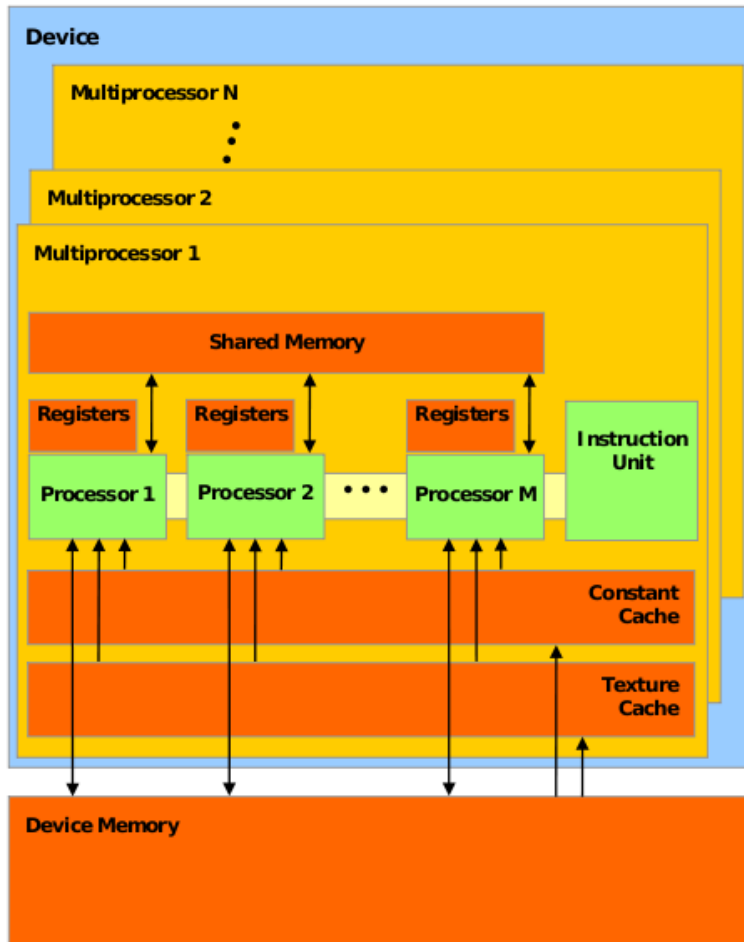 Device
Multiprocessor N
Multiprocessor 2
Multiprocessor 1
Shared Memory
Registers
Registers
Registers
Instruction
Unit
Processor 1
Processor 2
Processor M
Constant
Cache
Texture
Cache
Device Memory